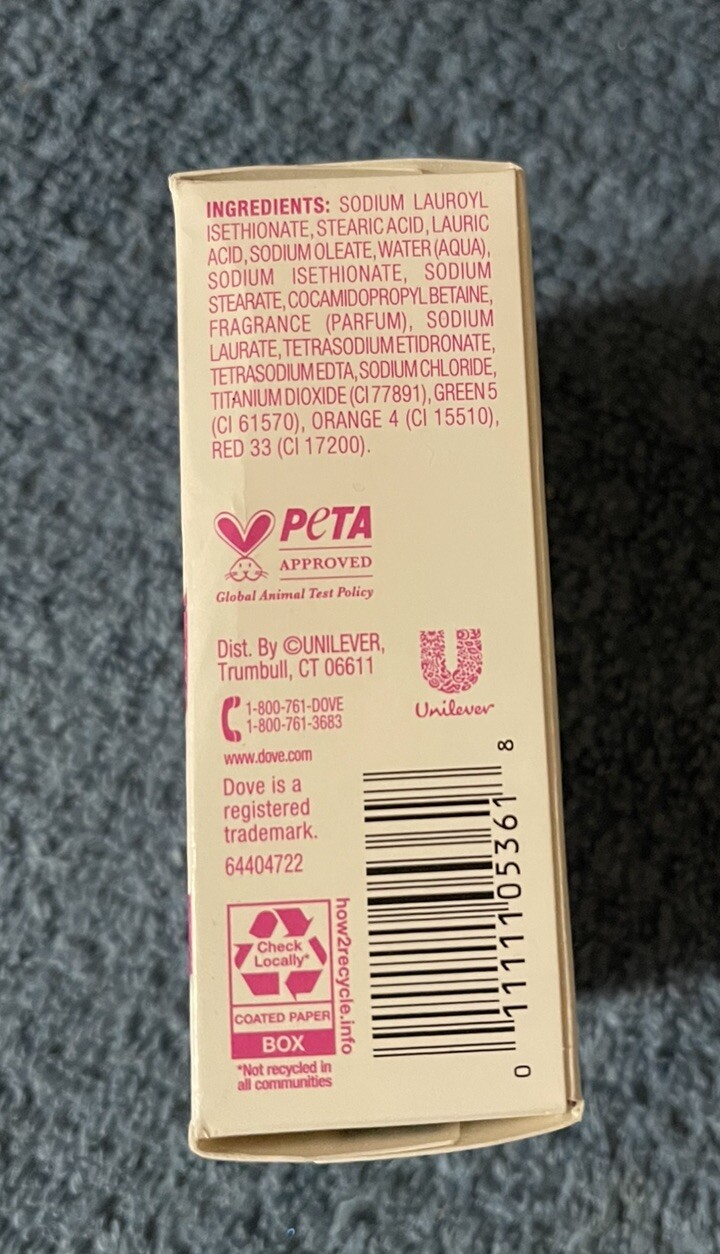 INGREDIENTS: SODIUM LAUROYL
ISETHIONATE, STEARIC ACID, LAURIC
ACID, SODIUM OLEATE, WATER (AQUA),
SODIUM ISETHIONATE, SODIUM
STEARATE, COCAMIDOPROPYL BETAINE,
FRAGRANCE (PARFUM), SODIUM
LAURATE, TETRASODIUM ETIDRONATE,
TETRASODIUM EDTA, SODIUM CHLORIDE,
TITANIUM DIOXIDE (CI 77891), GREEN 5
(CI 61570), ORANGE 4 (CI 15510),
RED 33 (CI 17200).
PETA
APPROVED
Global Animal Test Policy
Dist. By ©UNILEVER,
Trumbull, CT 06611
1-800-761-DOVE
1-800-761-3683
www.dove.com
Dove is a
registered
trademark.
64404722
Unilever
Check
Locally*
COATED PAPER
BOX
how2recycle.info
*Not recycled in
all communities
0 11111 05361 8